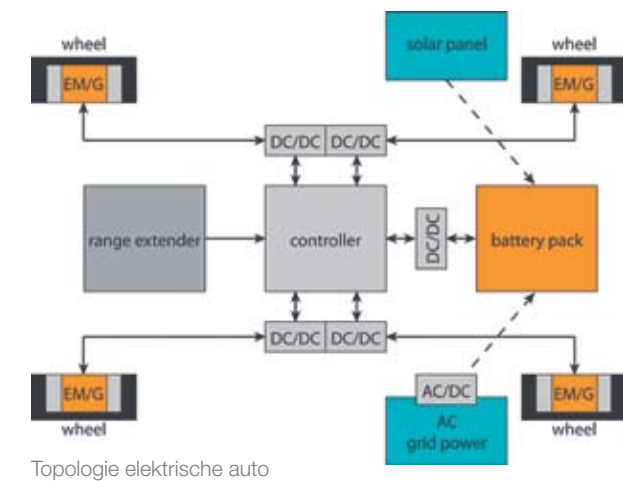 wheel
solar panel
wheel
EM/G
EM/G
DC/DC DC/DC
range extender
controller
DC/DC
battery pack
DC/DC DC/DC
EM/G
AC/DC
EM/G
wheel
AC
grid power
wheel
Topologie elektrische auto